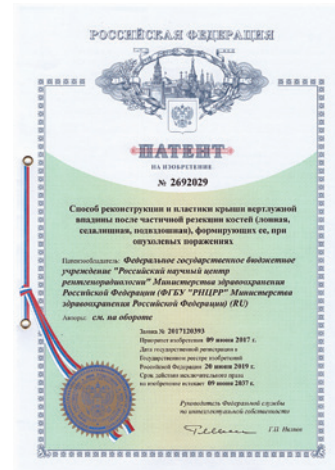 РОССИЙСКАЯ ФЕДЕРАЦИЯ
ПАТЕНТ
НА ИЗОБРЕТЕНИЕ
№ 2692029
Способ реконструкции и пластики крыши вертлужной
впадины после частичной резекции костей (лонная,
седалищная, подвздошная), формирующих ее, при
опухолевых поражениях
Патентообладатель: Федеральное государственное бюджетное
учреждение "Российский научный центр
рентгенорадиологии" Министерства здравоохранения
Российской Федерации (ФГБУ "РНЦРР" Министерства
здравоохранения Российской Федерации) (RU)
Авторы: см. на обороте
Заявка № 2017120393
Приоритет изобретения 09 июня 2017 г.
Дата государственной регистрации в
Государственном реестре изобретений
Российской Федерации 20 июня 2019 г.
Срок действия исключительного права
на изобретение истекает 09 июня 2037 г.
Руководитель Федеральной службы
по интеллектуальной собственности
Г.П. Ивлиев